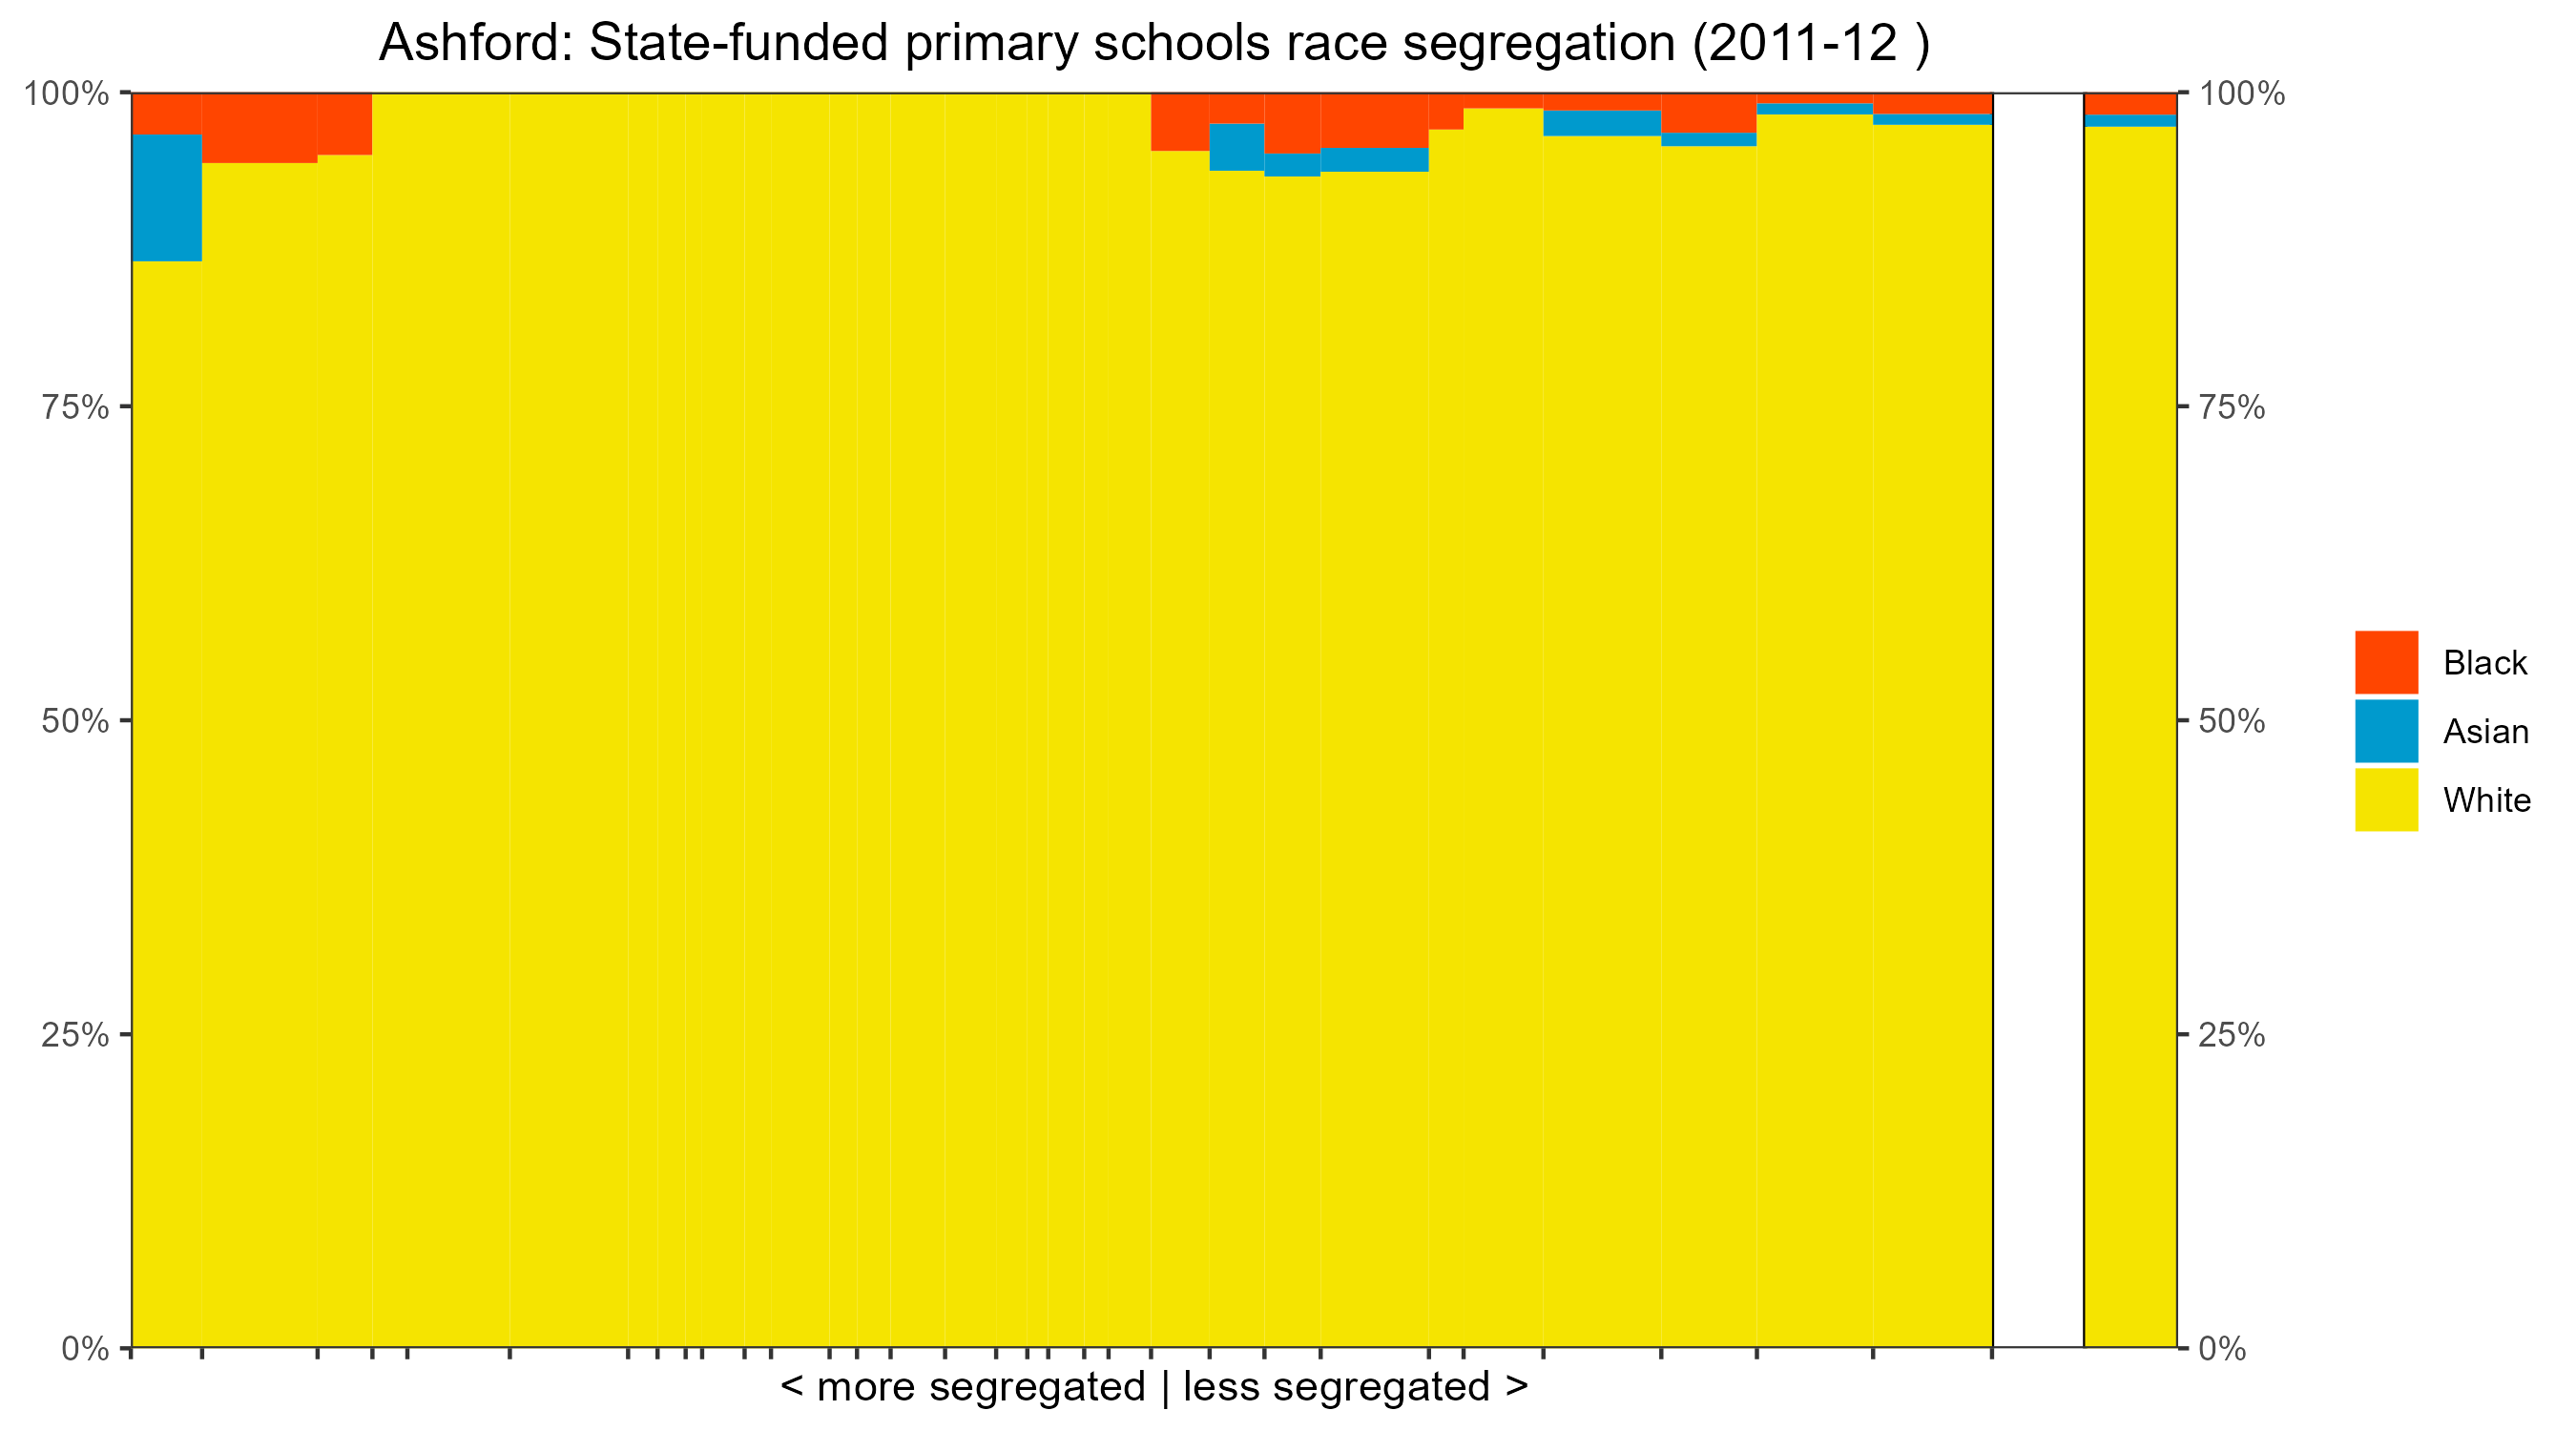 Ashford: State-funded primary schools race segregation (2011-12 )
100%
75%
50%
25%
0%
100%
75%
50%
25%
0%
< more segregated | less segregated >
Black
Asian
White